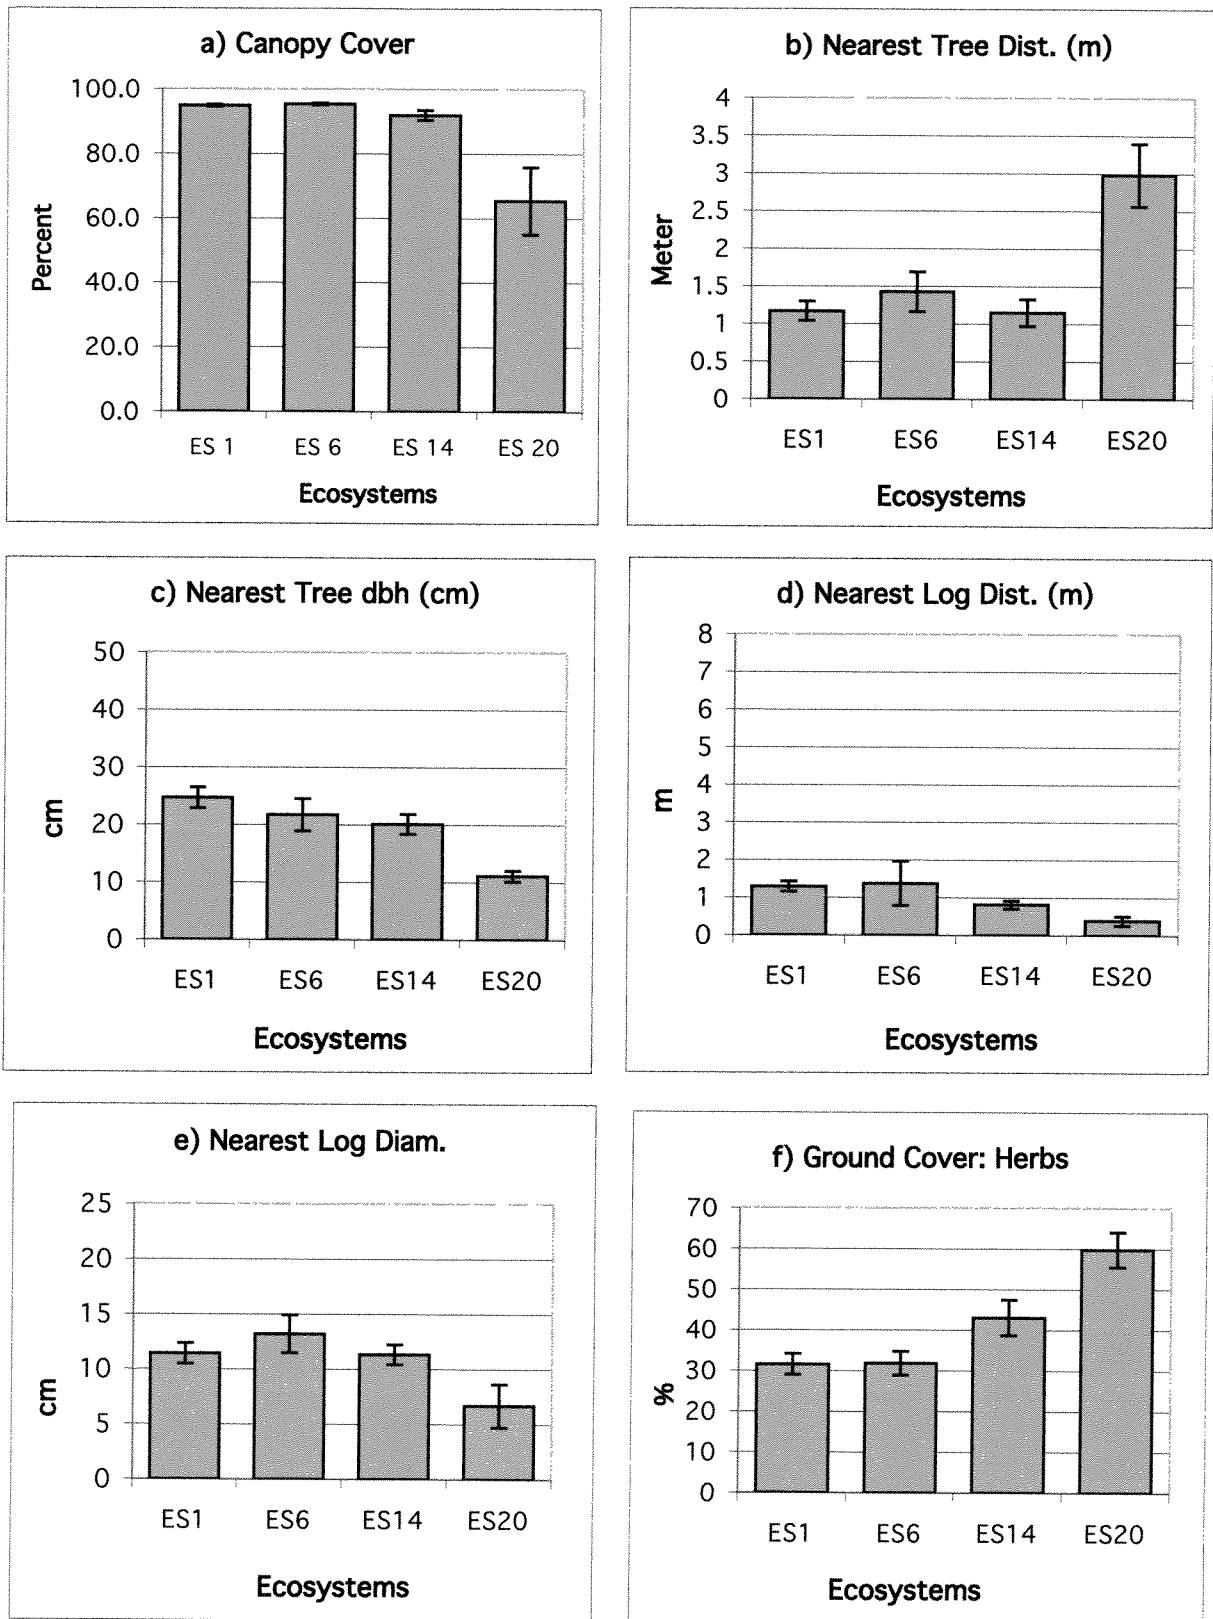 a) Canopy Cover
100.0
80.0
60.0
40.0
20.0
0.0
Percent
ES 1 ES 6 ES 14 ES 20
Ecosystems
b) Nearest Tree Dist. (m)
4
3.5
3
2.5
2
1.5
1
0.5
0
Meter
ES1 ES6 ES14 ES20
Ecosystems
c) Nearest Tree dbh (cm)
50
40
30
20
10
0
cm
ES1 ES6 ES14 ES20
Ecosystems
d) Nearest Log Dist. (m)
8
7
6
5
4
3
2
1
0
m
ES1 ES6 ES14 ES20
Ecosystems
e) Nearest Log Diam.
25
20
15
10
5
0
cm
ES1 ES6 ES14 ES20
Ecosystems
f) Ground Cover: Herbs
70
60
50
40
30
20
10
0
%
ES1 ES6 ES14 ES20
Ecosystems